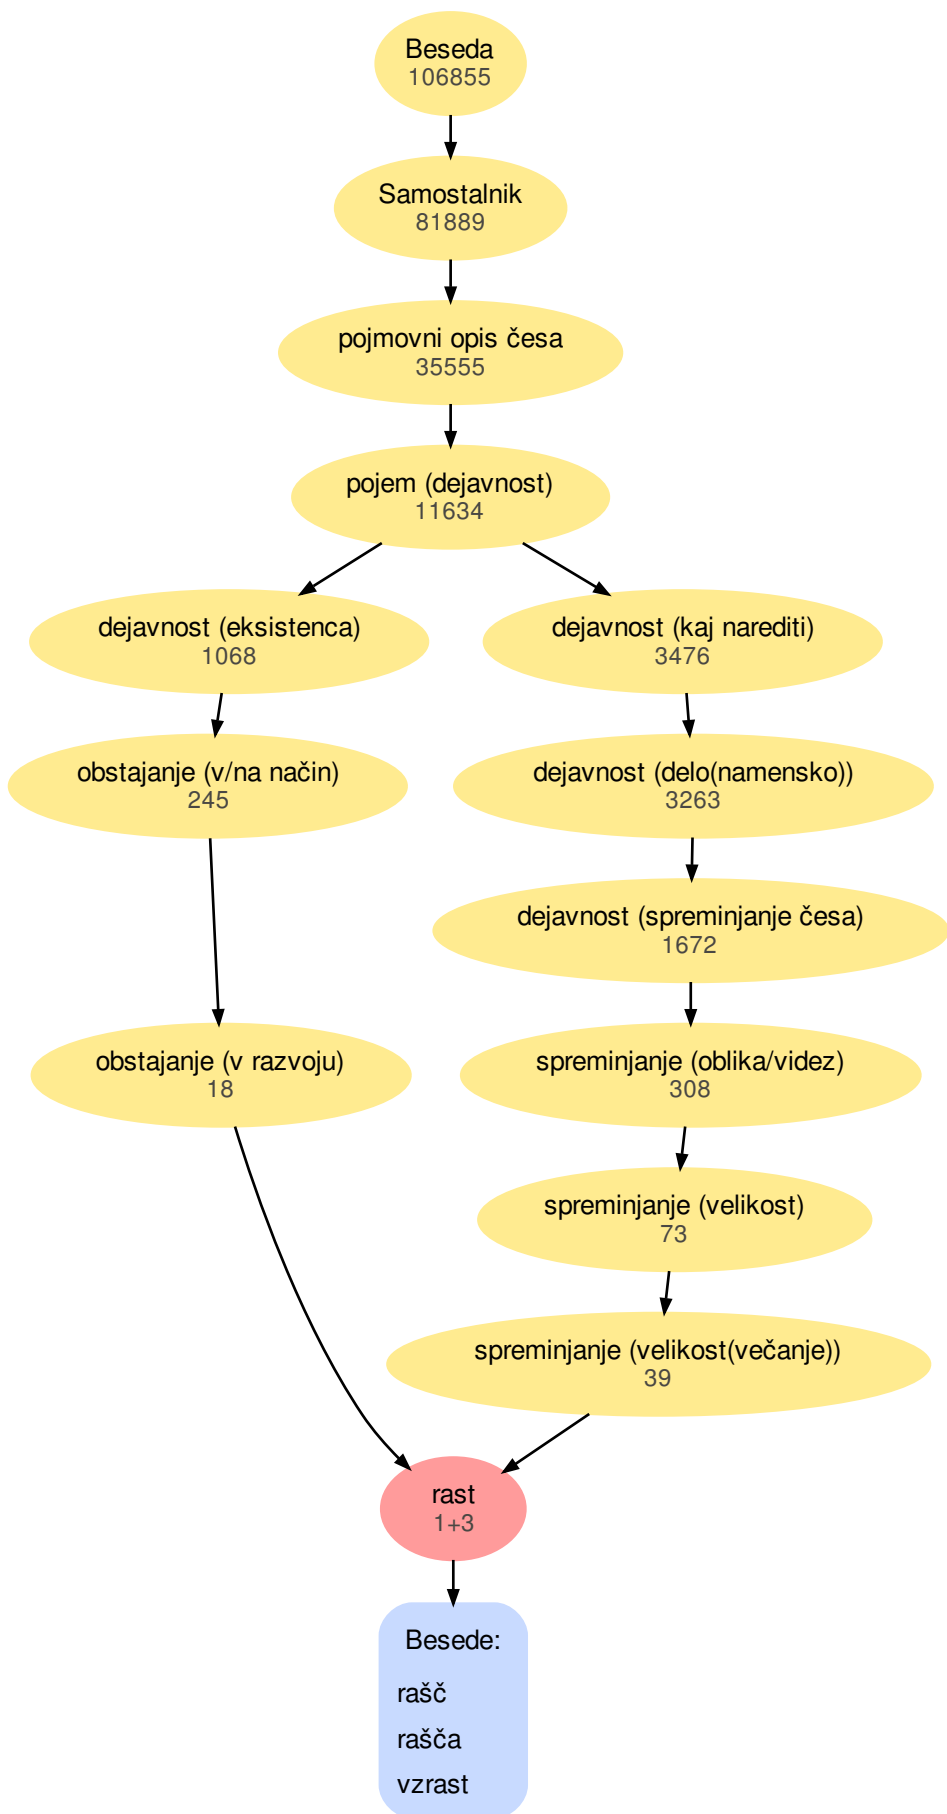 Beseda
106855
Samostalnik
81889
pojmovni opis česa
35555
pojem (dejavnost)
11634
dejavnost (eksistenca)
1068
dejavnost (kaj narediti)
3476
obstajanje (v/na način)
245
dejavnost (delo(namensko))
3263
dejavnost (spreminjanje česa)
1672
obstajanje (v razvoju)
18
spreminjanje (oblika/videz)
308
spreminjanje (velikost)
73
spreminjanje (velikost(večanje))
39
rast
1+3
Besede:
rašč
rašča
vzrast